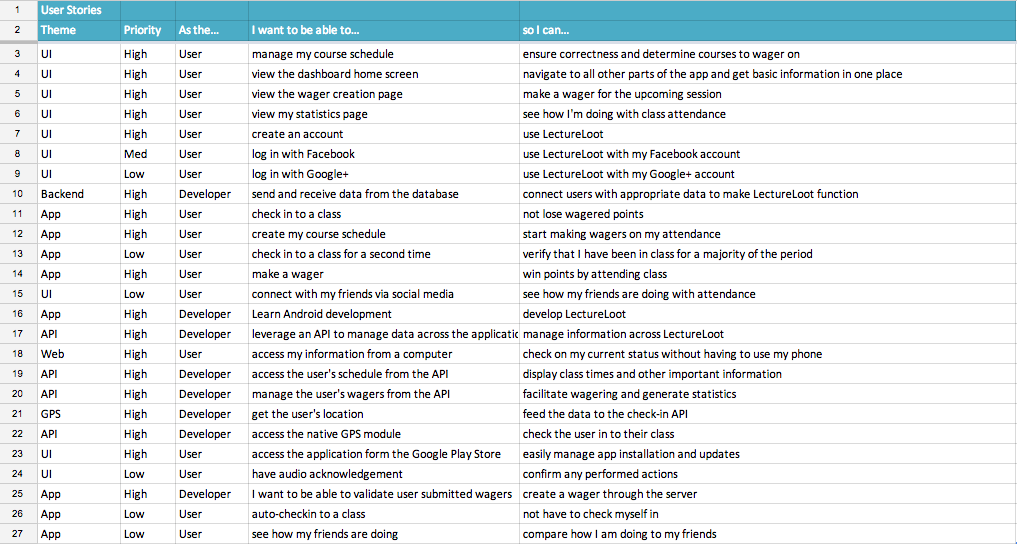 1 User Stories
2 Theme Priority As the... I want to be able to... so I can...
3 UI High User manage my course schedule ensure correctness and determine courses to wager on
4 UI High User view the dashboard home screen navigate to all other parts of the app and get basic information in one place
5 UI High User view the wager creation page make a wager for the upcoming session
6 UI High User view my statistics page see how I'm doing with class attendance
7 UI High User create an account use LectureLoot
8 UI Med User log in with Facebook use LectureLoot with my Facebook account
9 UI Low User log in with Google+ use LectureLoot with my Google+ account
10 Backend High Developer send and receive data from the database connect users with appropriate data to make LectureLoot function
11 App High User check in to a class not lose wagered points
12 App High User create my course schedule start making wagers on my attendance
13 App Low User check in to a class for a second time verify that I have been in class for a majority of the period
14 App High User make a wager win points by attending class
15 UI Low User connect with my friends via social media see how my friends are doing with attendance
16 App High Developer Learn Android development develop LectureLoot
17 API High Developer leverage an API to manage data across the applicatic manage information across LectureLoot
18 Web High User access my information from a computer check on my current status without having to use my phone
19 API High Developer access the user's schedule from the API display class times and other important information
20 API High Developer manage the user's wagers from the API facilitate wagering and generate statistics
21 GPS High Developer get the user's location feed the data to the check-in API
22 API High Developer access the native GPS module check the user in to their class
23 UI High User access the application form the Google Play Store easily manage app installation and updates
24 UI Low User have audio acknowledgement confirm any performed actions
25 App High Developer I want to be able to validate user submitted wagers create a wager through the server
26 App Low User auto-checkin to a class not have to check myself in
27 App Low User see how my friends are doing compare how I am doing to my friends